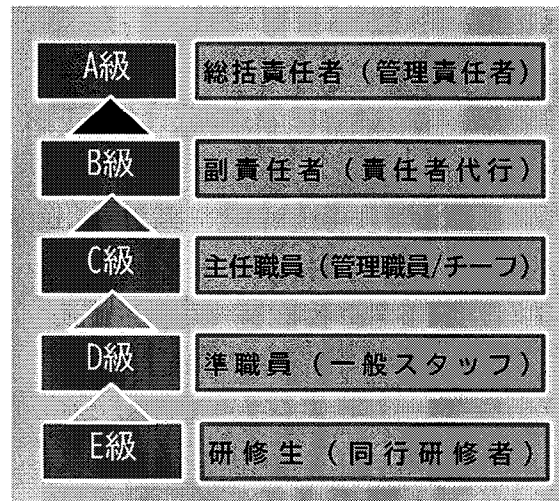 A級 総括責任者（管理責任者）
B級 副責任者（責任者代行）
C級 主任職員（管理職員/チーフ）
D級 準職員（一般スタッフ）
E級 研修生（同行研修者）